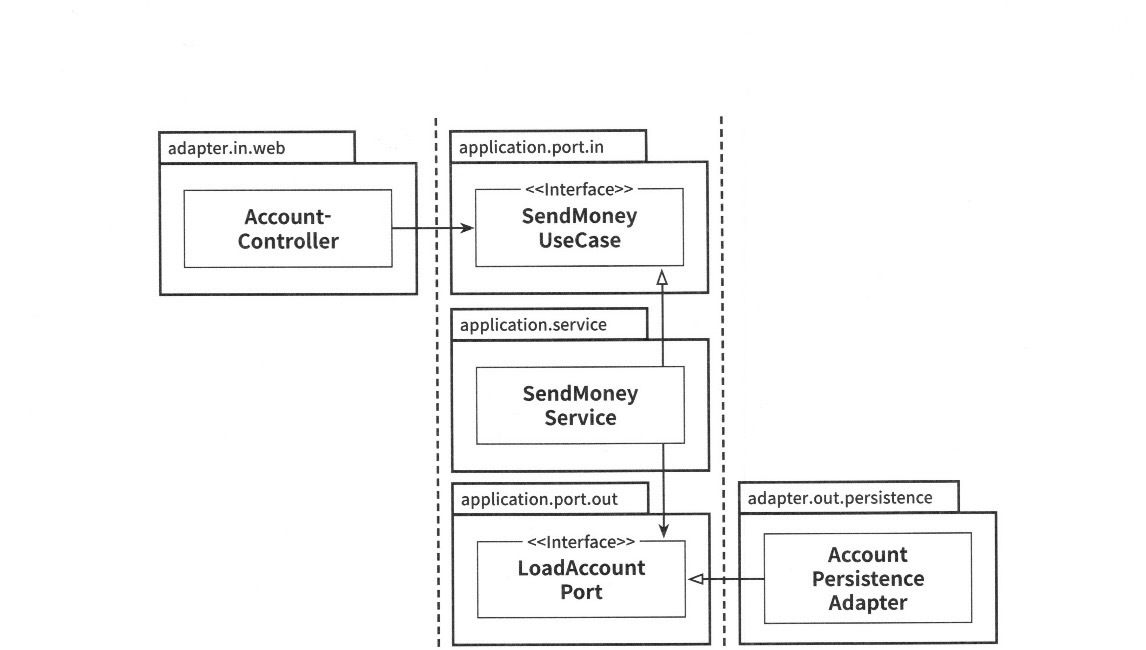 adapter.in.web
Account-
Controller
application.port.in
<<Interface>>
SendMoney
UseCase
application.service
SendMoney
Service
application.port.out
<<Interface>>
LoadAccount
Port
adapter.out.persistence
Account
Persistence
Adapter